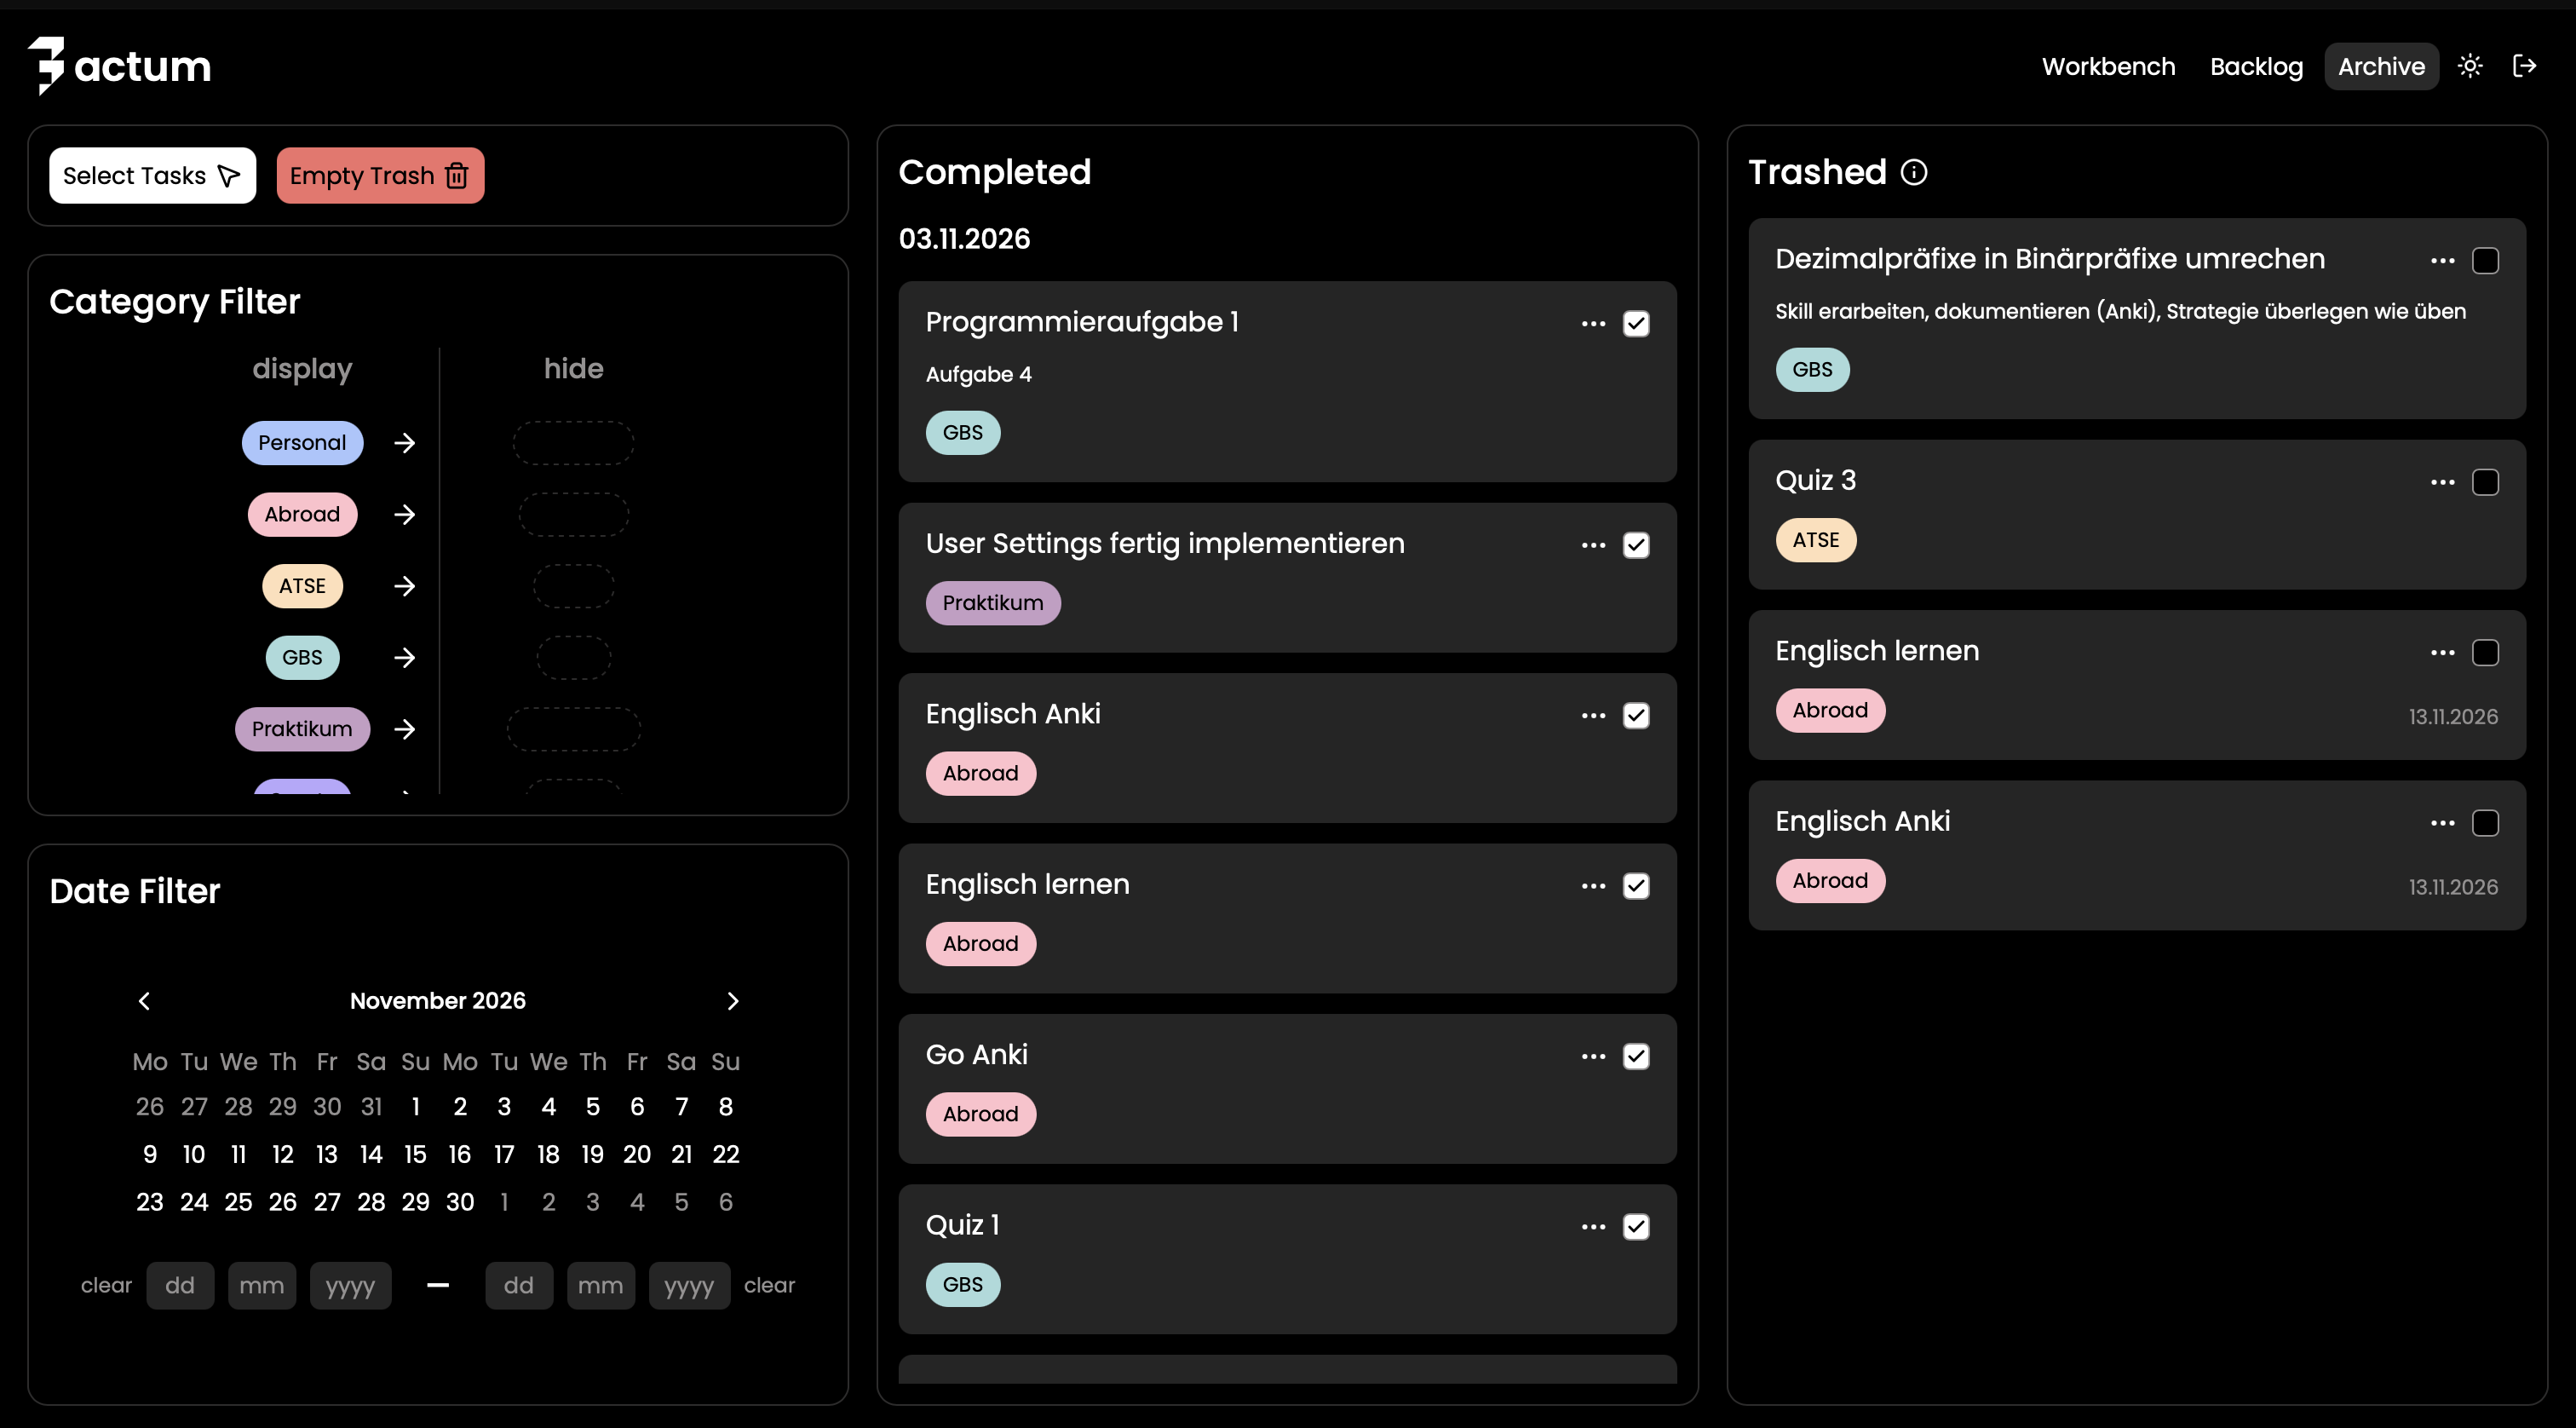 actum
Workbench Backlog Archive
Select Tasks Empty Trash
Category Filter
display hide
Personal
Abroad
ATSE
GBS
Praktikum
Date Filter
November 2026
Mo Tu We Th Fr Sa Su Mo Tu We Th Fr Sa Su
26 27 28 29 30 31 1 2 3 4 5 6 7 8
9 10 11 12 13 14 15 16 17 18 19 20 21 22
23 24 25 26 27 28 29 30 1 2 3 4 5 6
clear dd mm yyyy — dd mm yyyy clear
Completed
03.11.2026
Programmieraufgabe 1
Aufgabe 4
GBS
User Settings fertig implementieren
Praktikum
Englisch Anki
Abroad
Englisch lernen
Abroad
Go Anki
Abroad
Quiz 1
GBS
Trashed
Dezimalpräfixe in Binärpräfixe umrechen
Skill erarbeiten, dokumentieren (Anki), Strategie überlegen wie üben
GBS
Quiz 3
ATSE
Englisch lernen
Abroad
13.11.2026
Englisch Anki
Abroad
13.11.2026